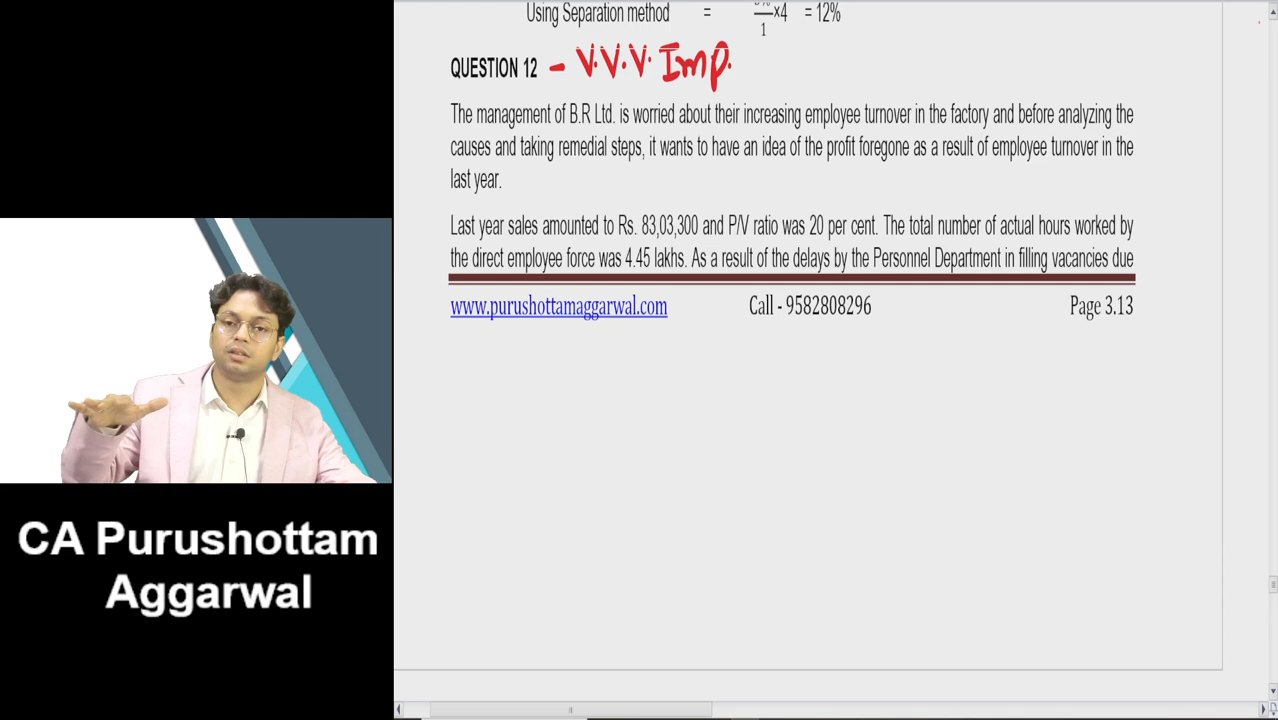 Using Separation method = ×4 = 12%
1
QUESTION 12 - V.V.V. Imp.
The management of B.R Ltd. is worried about their increasing employee turnover in the factory and before analyzing the
causes and taking remedial steps, it wants to have an idea of the profit foregone as a result of employee turnover in the
last year.
Last year sales amounted to Rs. 83,03,300 and P/V ratio was 20 per cent. The total number of actual hours worked by
the direct employee force was 4.45 lakhs. As a result of the delays by the Personnel Department in filling vacancies due
www.purushottamaggarwal.com Call - 9582808296 Page 3.13
CA Purushottam
Aggarwal